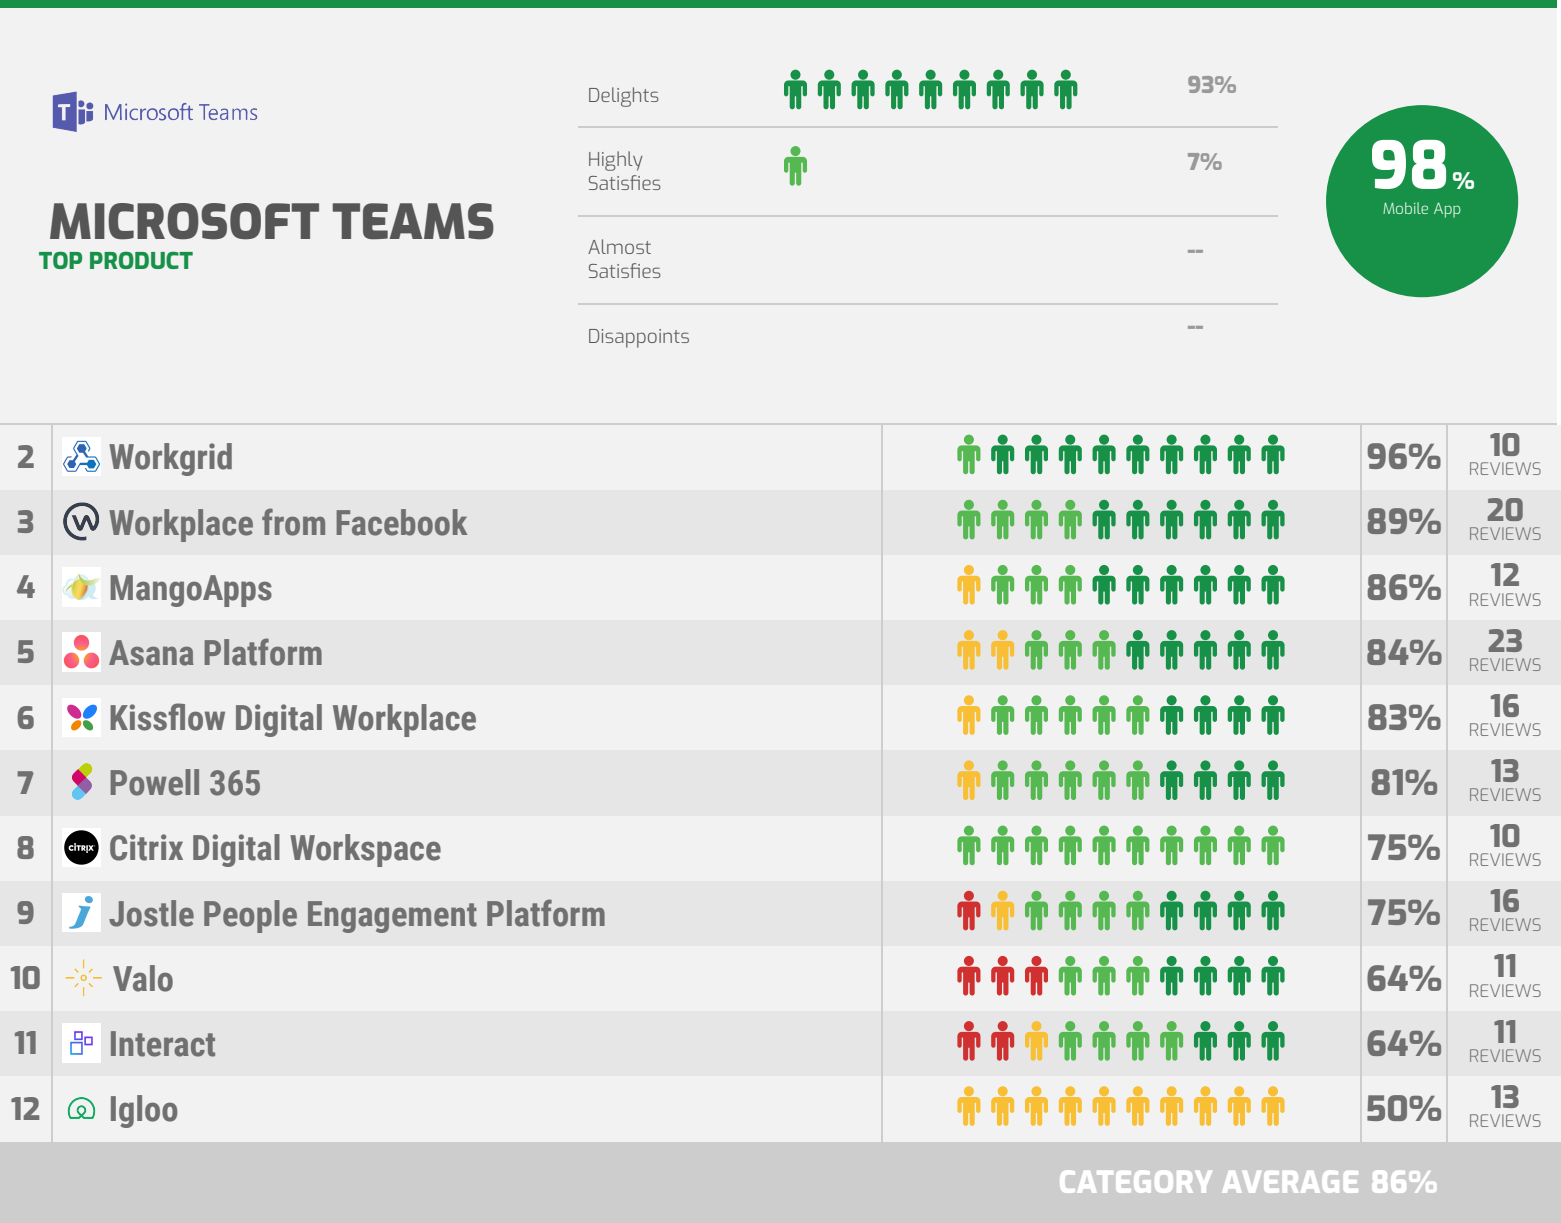 Microsoft Teams
MICROSOFT TEAMS
TOP PRODUCT
Delights 93%
Highly
Satisfies 7%
Almost
Satisfies --
Disappoints --
98%
Mobile App
2 Workgrid 96% 10 REVIEWS
3 Workplace from Facebook 89% 20 REVIEWS
4 MangoApps 86% 12 REVIEWS
5 Asana Platform 84% 23 REVIEWS
6 Kissflow Digital Workplace 83% 16 REVIEWS
7 Powell 365 81% 13 REVIEWS
8 CITRIX Citrix Digital Workspace 75% 10 REVIEWS
9 Jostle People Engagement Platform 75% 16 REVIEWS
10 Valo 64% 11 REVIEWS
11 Interact 64% 11 REVIEWS
12 Igloo 50% 13 REVIEWS
CATEGORY AVERAGE 86%